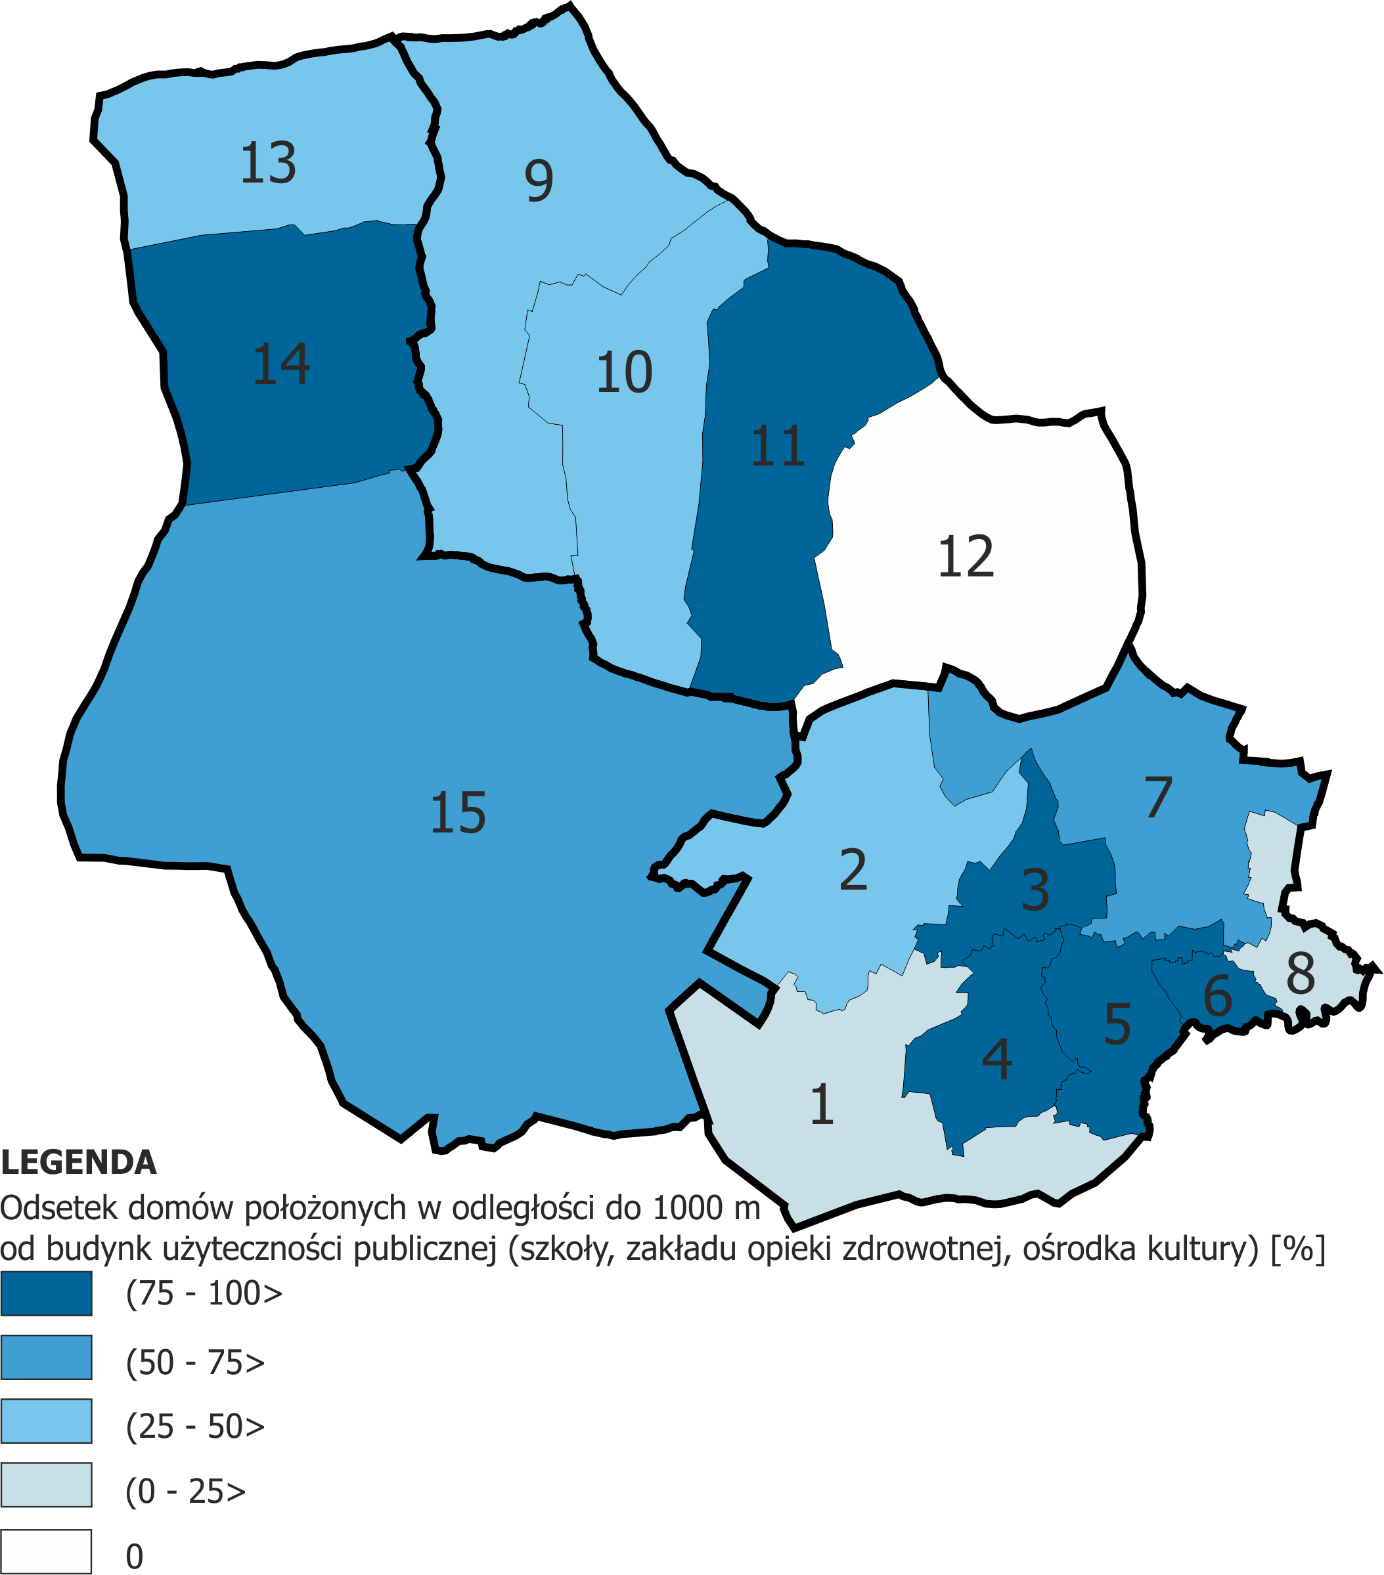 13
9
14
10
11
12
15
7
2
3
8
6
5
4
1
LEGENDA
Odsetek domów położonych w odległości do 1000 m
od budynk użyteczności publicznej (szkoły, zakładu opieki zdrowotnej, ośrodka kultury) [%]
(75 - 100>
(50 - 75>
(25 - 50>
(0 - 25>
0